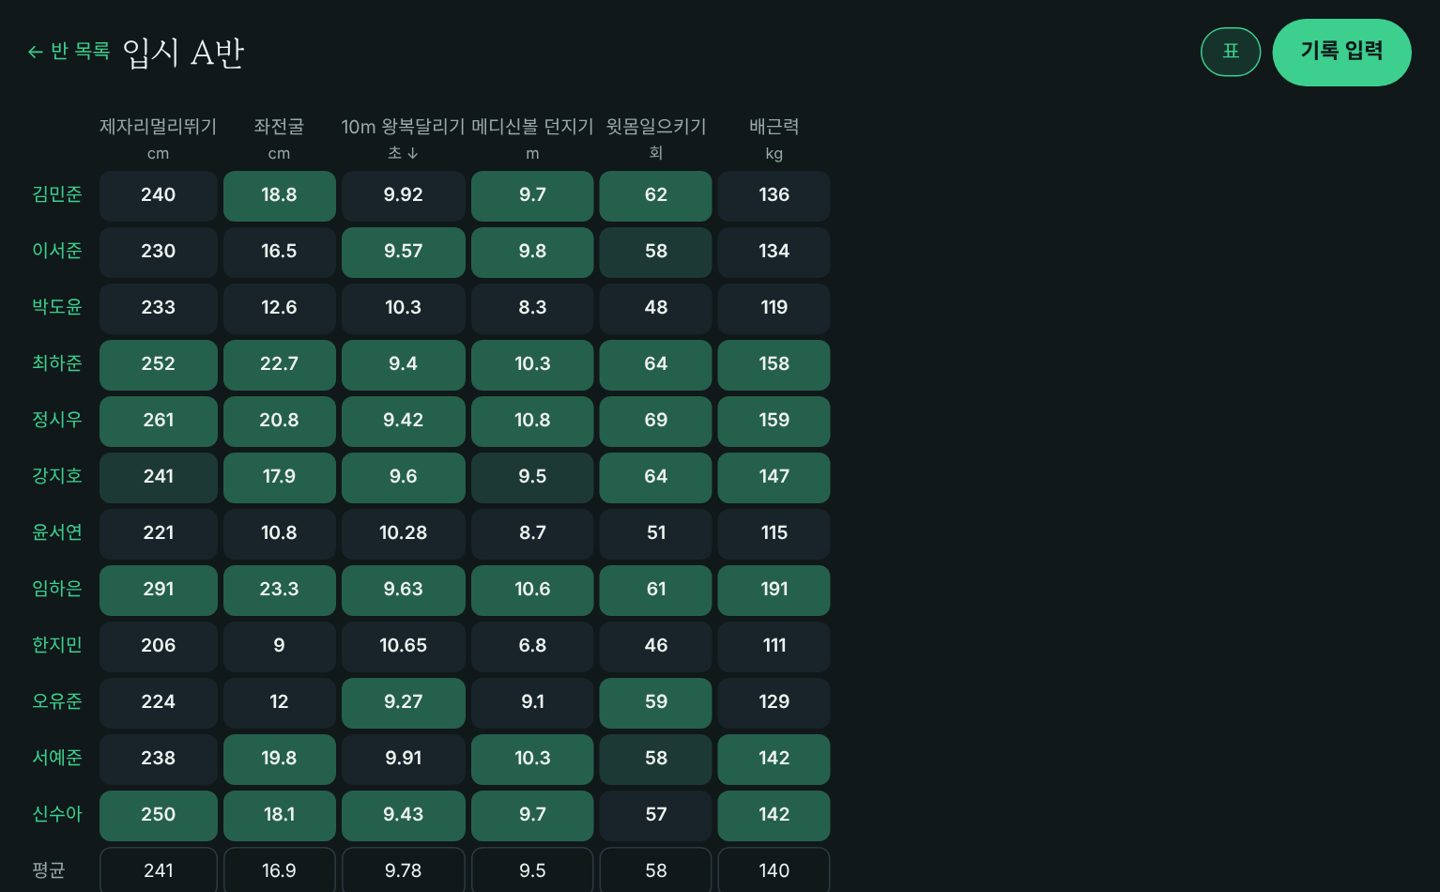 ← 반 목록 입시 A반 표 기록 입력
제자리멀리뛰기 좌전굴 10m 왕복달리기 메디신볼 던지기 윗몸일으키기 배근력
cm cm 초 ↓ m 회 kg
김민준 240 18.8 9.92 9.7 62 136
이서준 230 16.5 9.57 9.8 58 134
박도윤 233 12.6 10.3 8.3 48 119
최하준 252 22.7 9.4 10.3 64 158
정시우 261 20.8 9.42 10.8 69 159
강지호 241 17.9 9.6 9.5 64 147
윤서연 221 10.8 10.28 8.7 51 115
임하은 291 23.3 9.63 10.6 61 191
한지민 206 9 10.65 6.8 46 111
오유준 224 12 9.27 9.1 59 129
서예준 238 19.8 9.91 10.3 58 142
신수아 250 18.1 9.43 9.7 57 142
평균 241 16.9 9.78 9.5 58 140